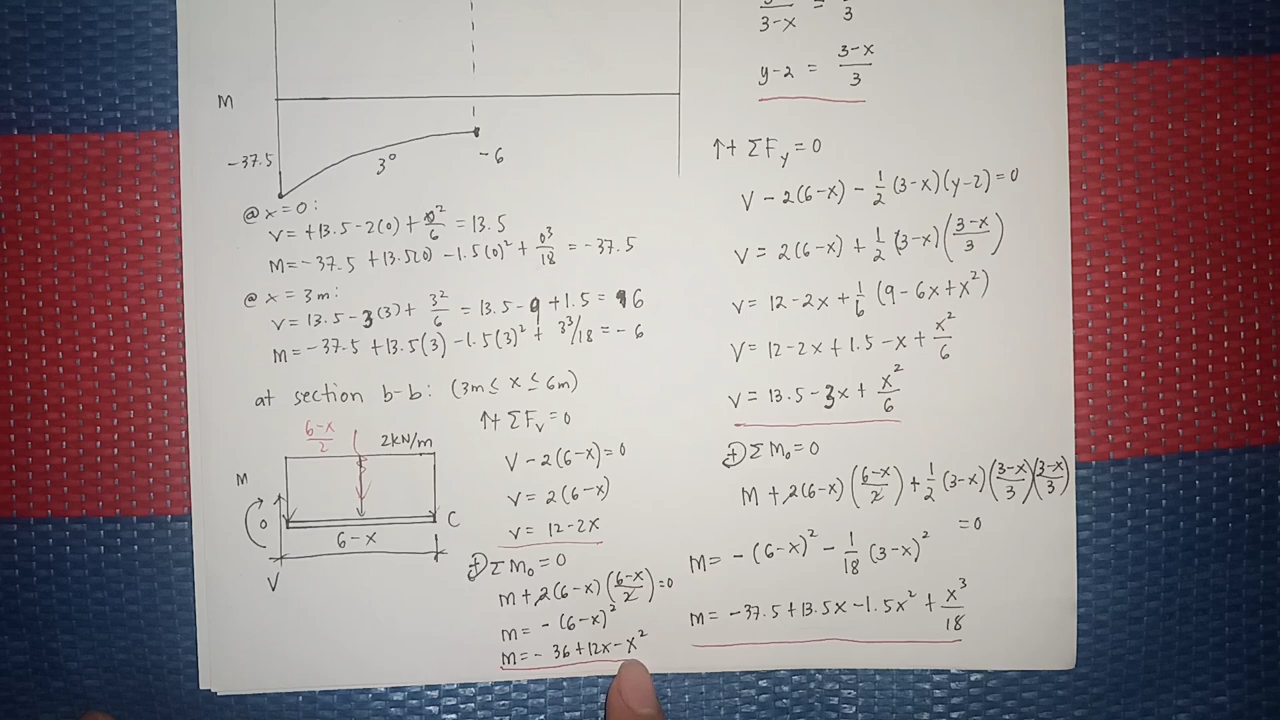 M
-37.5
3°
-6
@ x = 0:
V = +13.5 - 2(0) + 0²/6 = 13.5
M = -37.5 + 13.5(0) - 1.5(0)² + 0³/18 = -37.5
@ x = 3m:
V = 13.5 - 3(3) + 3²/6 = 13.5 - 9 + 1.5 = 6
M = -37.5 + 13.5(3) - 1.5(3)² + 3³/18 = -6
at section b-b: (3m ≤ x ≤ 6m)
6-x/2
2kN/m
M
0
C
6-x
V
↑+ ΣF_v = 0
V - 2(6-x) = 0
V = 2(6-x)
V = 12-2x
+ ΣM₀ = 0
M + 2(6-x)(6-x/2) = 0
M = -(6-x)²
M = -36 + 12x - x²
3-x = 3
y-2 = 3-x/3
↑+ ΣF_y = 0
V - 2(6-x) - 1/2 (3-x)(y-2) = 0
V = 2(6-x) + 1/2 (3-x)(3-x/3)
V = 12 - 2x + 1/6 (9 - 6x + x²)
V = 12 - 2x + 1.5 - x + x²/6
V = 13.5 - 3x + x²/6
+ ΣM₀ = 0
M + 2(6-x)(6-x/2) + 1/2 (3-x)(3-x/3)(3-x/3)
= 0
M = -(6-x)² - 1/18 (3-x)²
M = -37.5 + 13.5x - 1.5x² + x³/18